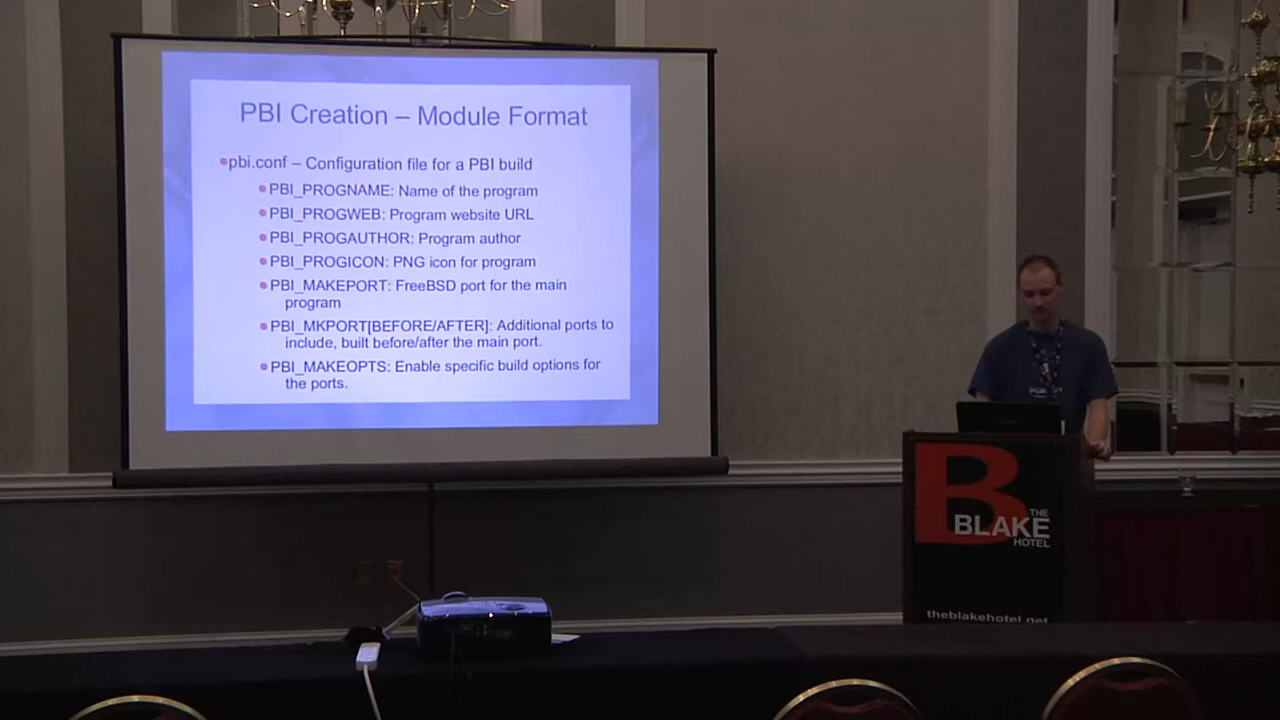 PBI Creation – Module Format
pbi.conf – Configuration file for a PBI build
PBI_PROGNAME: Name of the program
PBI_PROGWEB: Program website URL
PBI_PROGAUTHOR: Program author
PBI_PROGICON: PNG icon for program
PBI_MAKEPORT: FreeBSD port for the main
program
PBI_MKPORT[BEFORE/AFTER]: Additional ports to
include, built before/after the main port.
PBI_MAKEOPTS: Enable specific build options for
the ports.
B
THE
BLAKE
HOTEL
theblakehotel.net